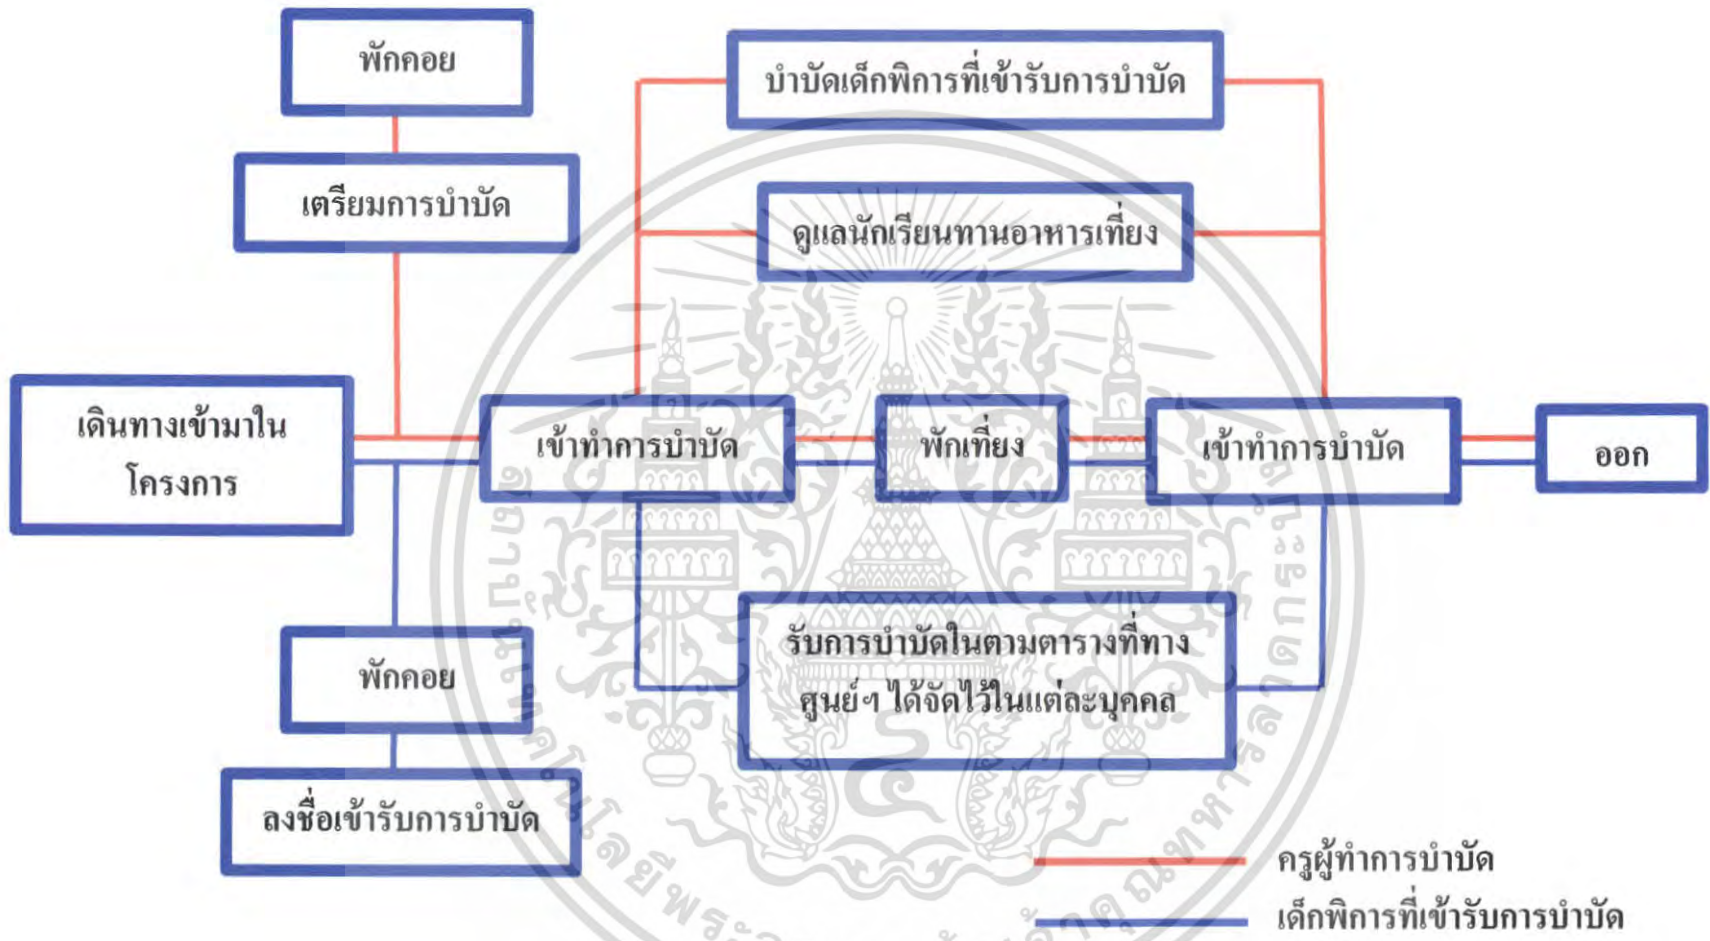 พักคอย
บำบัดเด็กพิการที่เข้ารับการบำบัด
เตรียมการบำบัด
ดูแลนักเรียนทานอาหารเที่ยง
เดินทางเข้ามาใน
โครงการ
เข้าทำการบำบัด
พักเที่ยง
เข้าทำการบำบัด
ออก
พักคอย
รับการบำบัดในตามตารางที่ทาง
ศูนย์ฯ ได้จัดไว้ในแต่ละบุคคล
ลงชื่อเข้ารับการบำบัด
ครูผู้ทำการบำบัด
เด็กพิการที่เข้ารับการบำบัด